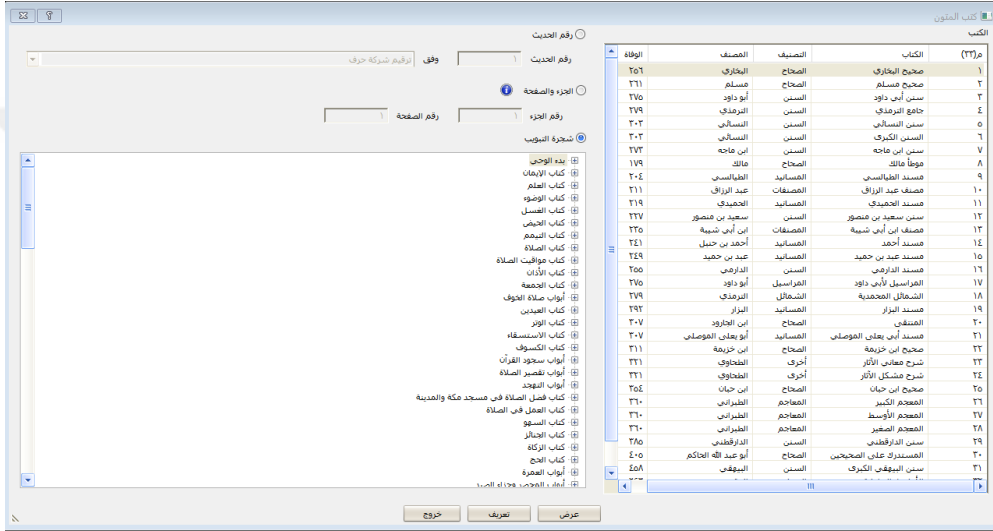 كتب المتون
الكتب
م(٣٣) الكتاب التصنيف المصنف الوفاة
١ صحيح البخاري الصحاح البخاري ٢٥٦
٢ صحيح مسلم الصحاح مسلم ٢٦١
٣ سنن أبي داود السنن أبو داود ٢٧٥
٤ جامع الترمذي السنن الترمذي ٢٧٩
٥ سنن النسائي السنن النسائي ٣٠٣
٦ السنن الكبرى السنن النسائي ٣٠٣
٧ سنن ابن ماجه السنن ابن ماجه ٢٧٣
٨ موطأ مالك الصحاح مالك ١٧٩
٩ مسند الطيالسي المسانيد الطيالسي ٢٠٤
١٠ مصنف عبد الرزاق المصنفات عبد الرزاق ٢١١
١١ مسند الحميدي المسانيد الحميدي ٢١٩
١٢ سنن سعيد بن منصور السنن سعيد بن منصور ٢٢٧
١٣ مصنف ابن أبي شيبة المصنفات ابن أبي شيبة ٢٣٥
١٤ مسند أحمد المسانيد أحمد بن حنبل ٢٤١
١٥ مسند عبد بن حميد المسانيد عبد بن حميد ٢٤٩
١٦ مسند الدارمي السنن الدارمي ٢٥٥
١٧ المراسيل لأبي داود المراسيل أبو داود ٢٧٥
١٨ الشمائل المحمدية الشمائل الترمذي ٢٧٩
١٩ مسند البزار المسانيد البزار ٢٩٢
٢٠ المنتقى الصحاح ابن الجارود ٣٠٧
٢١ مسند أبي يعلى الموصلي المسانيد أبو يعلى الموصلي ٣٠٧
٢٢ صحيح ابن خزيمة الصحاح ابن خزيمة ٣١١
٢٣ شرح معاني الآثار أخرى الطحاوي ٣٢١
٢٤ شرح مشكل الآثار أخرى الطحاوي ٣٢١
٢٥ صحيح ابن حبان الصحاح ابن حبان ٣٥٤
٢٦ المعجم الكبير المعاجم الطبراني ٣٦٠
٢٧ المعجم الأوسط المعاجم الطبراني ٣٦٠
٢٨ المعجم الصغير المعاجم الطبراني ٣٦٠
٢٩ سنن الدارقطني السنن الدارقطني ٣٨٥
٣٠ المستدرك على الصحيحين الصحاح أبو عبد الله الحاكم ٤٠٥
٣١ سنن البيهقي الكبرى السنن البيهقي ٤٥٨
رقم الحديث
رقم الحديث ١ وفق ترقيم شركة حرف
الجزء والصفحة
رقم الجزء ١ رقم الصفحة ١
شجرة التبويب
بدء الوحي
كتاب الإيمان
كتاب العلم
كتاب الوضوء
كتاب الغسل
كتاب الحيض
كتاب التيمم
كتاب الصلاة
كتاب مواقيت الصلاة
كتاب الأذان
كتاب الجمعة
أبواب صلاة الخوف
كتاب العيدين
كتاب الوتر
كتاب الاستسقاء
كتاب الكسوف
أبواب سجود القرآن
أبواب تقصير الصلاة
أبواب التهجد
كتاب فضل الصلاة في مسجد مكة والمدينة
كتاب العمل في الصلاة
كتاب السهو
كتاب الجنائز
كتاب الزكاة
كتاب الحج
أبواب العمرة
أبواب المحصر وجزاء الصيد
عرض تعريف خروج